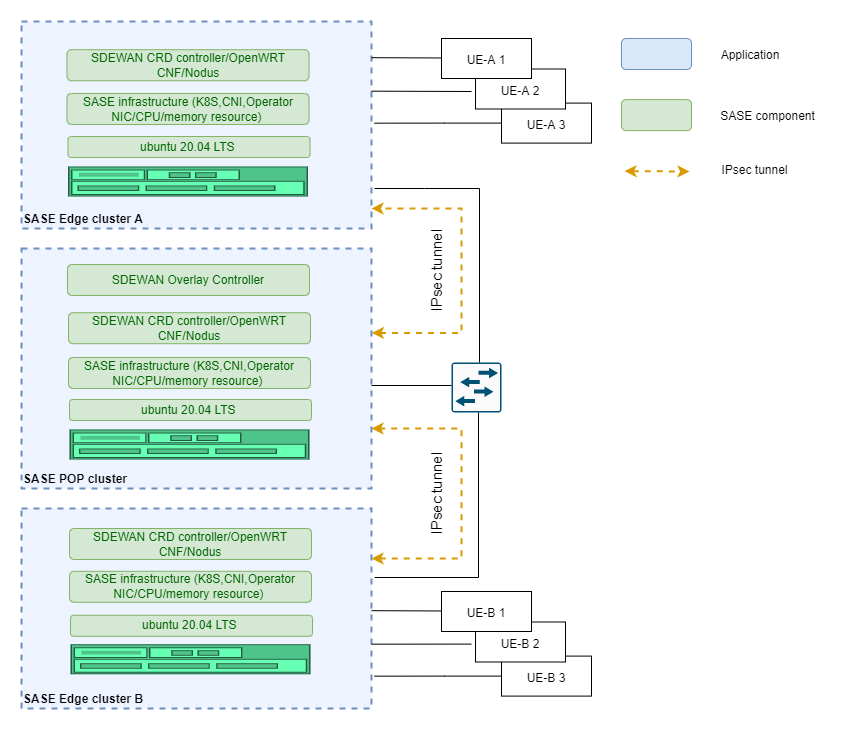 SDEWAN CRD controller/OpenWRT
CNF/Nodus
SASE infrastructure (K8S,CNI,Operator
NIC/CPU/memory resource)
ubuntu 20.04 LTS
SASE Edge cluster A
UE-A 1
UE-A 2
UE-A 3
Application
SASE component
IPsec tunnel
IPsec tunnel
SDEWAN Overlay Controller
SDEWAN CRD controller/OpenWRT
CNF/Nodus
SASE infrastructure (K8S,CNI,Operator
NIC/CPU/memory resource)
ubuntu 20.04 LTS
SASE POP cluster
IPsec tunnel
SDEWAN CRD controller/OpenWRT
CNF/Nodus
SASE infrastructure (K8S,CNI,Operator
NIC/CPU/memory resource)
ubuntu 20.04 LTS
SASE Edge cluster B
UE-B 1
UE-B 2
UE-B 3